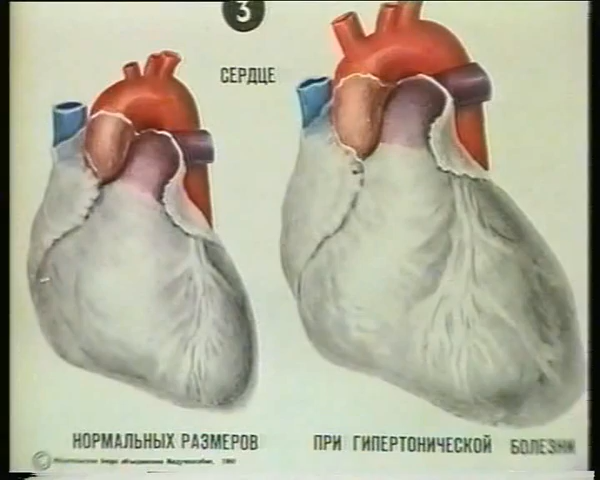 3
СЕРДЦЕ
НОРМАЛЬНЫХ РАЗМЕРОВ
ПРИ ГИПЕРТОНИЧЕСКОЙ БОЛЕЗНИ
©